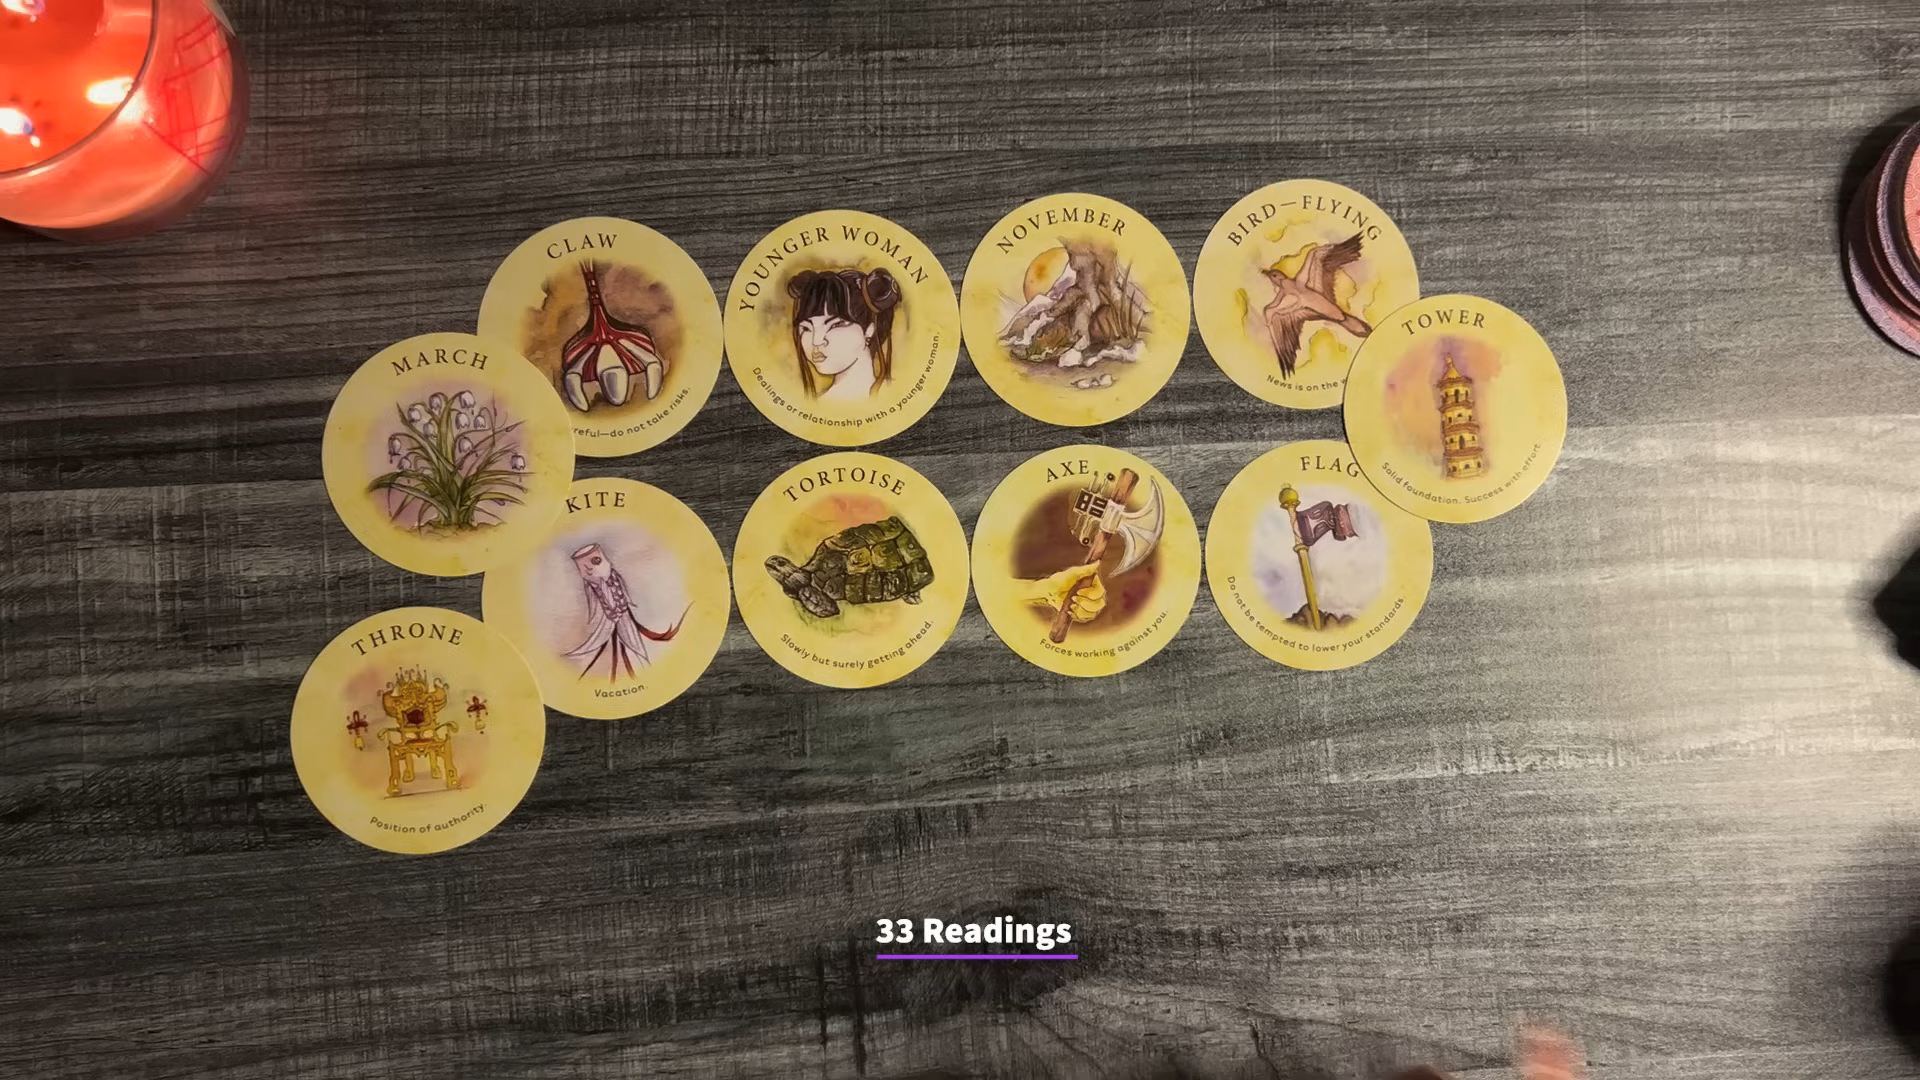 CLAW
reful—do not take risks.
YOUNGER WOMAN
Dealings or relationship with a younger woman.
NOVEMBER
BIRD—FLYING
News is on the
TOWER
Solid foundation. Success with effort
MARCH
KITE
Vacation.
TORTOISE
Slowly but surely getting ahead.
AXE
Forces working against you.
FLAG
Do not be tempted to lower your standards.
THRONE
Position of authority.
33 Readings